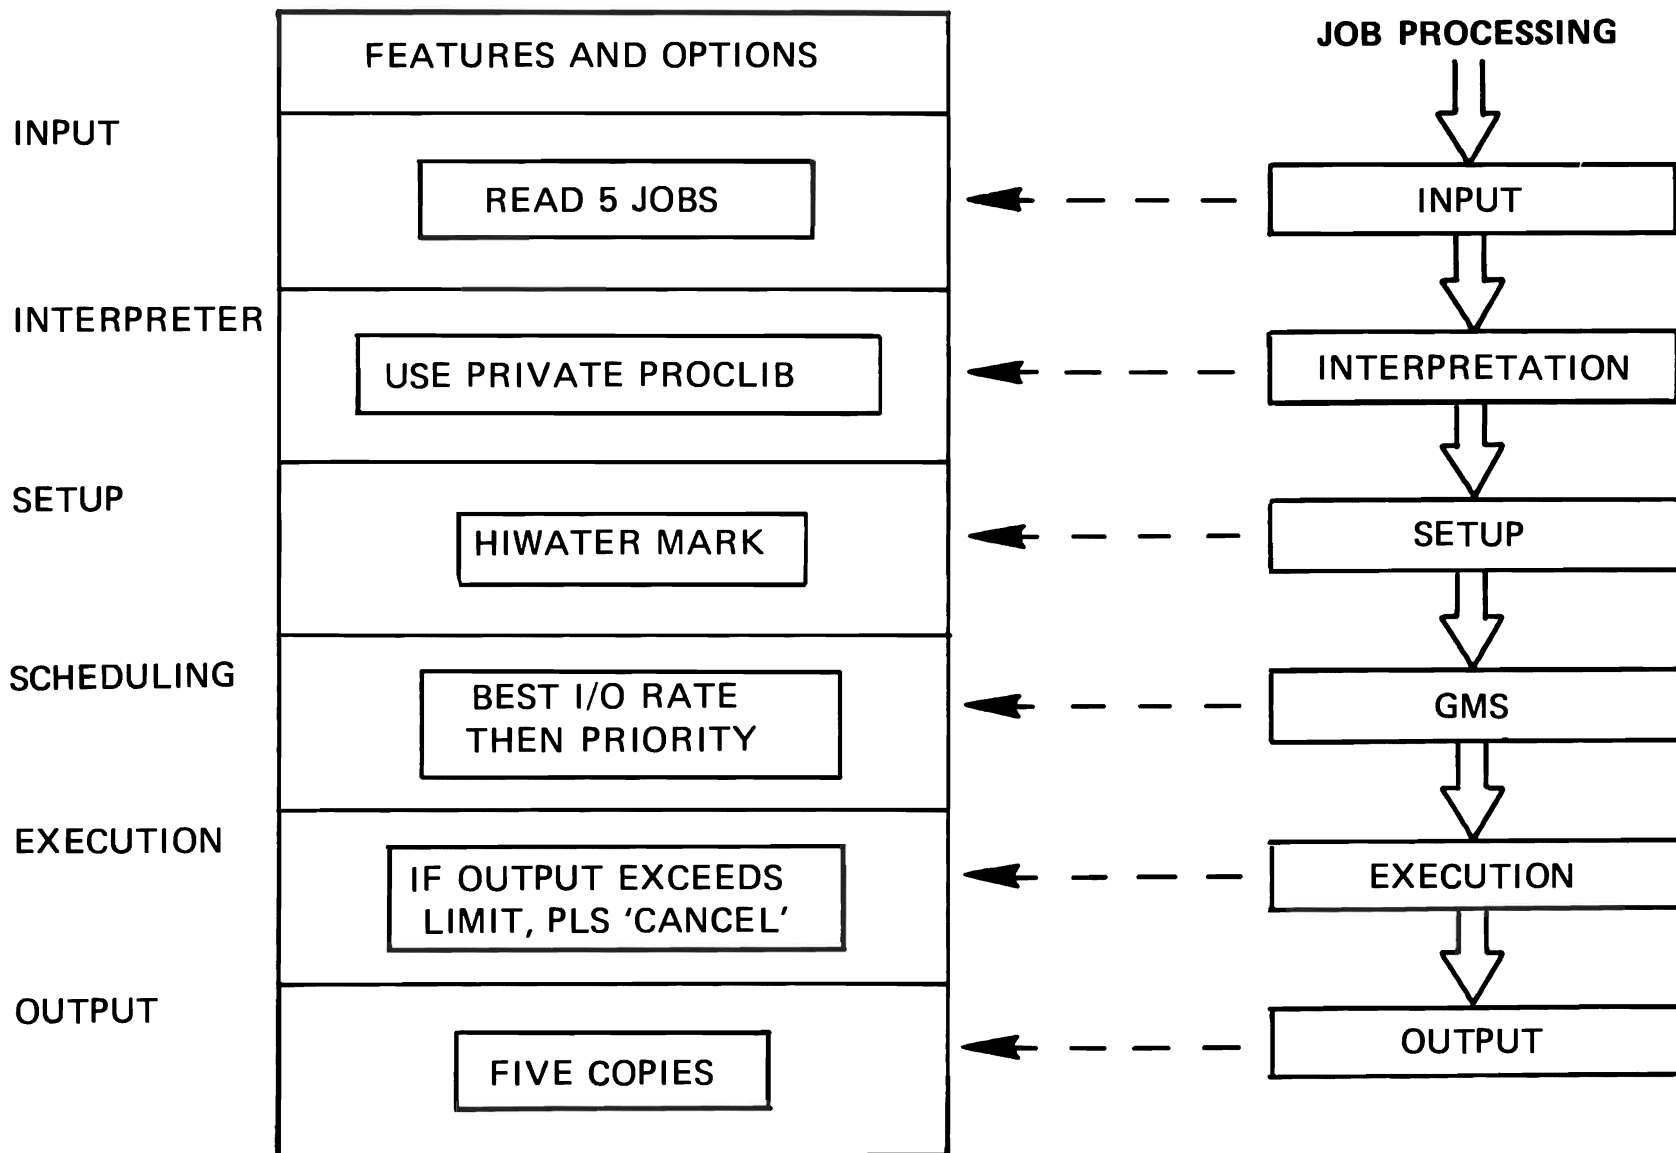 FEATURES AND OPTIONS
JOB PROCESSING
INPUT
READ 5 JOBS
INPUT
INTERPRETER
USE PRIVATE PROCLIB
INTERPRETATION
SETUP
HIWATER MARK
SETUP
SCHEDULING
BEST I/O RATE
THEN PRIORITY
GMS
EXECUTION
IF OUTPUT EXCEEDS
LIMIT, PLS 'CANCEL'
EXECUTION
OUTPUT
FIVE COPIES
OUTPUT